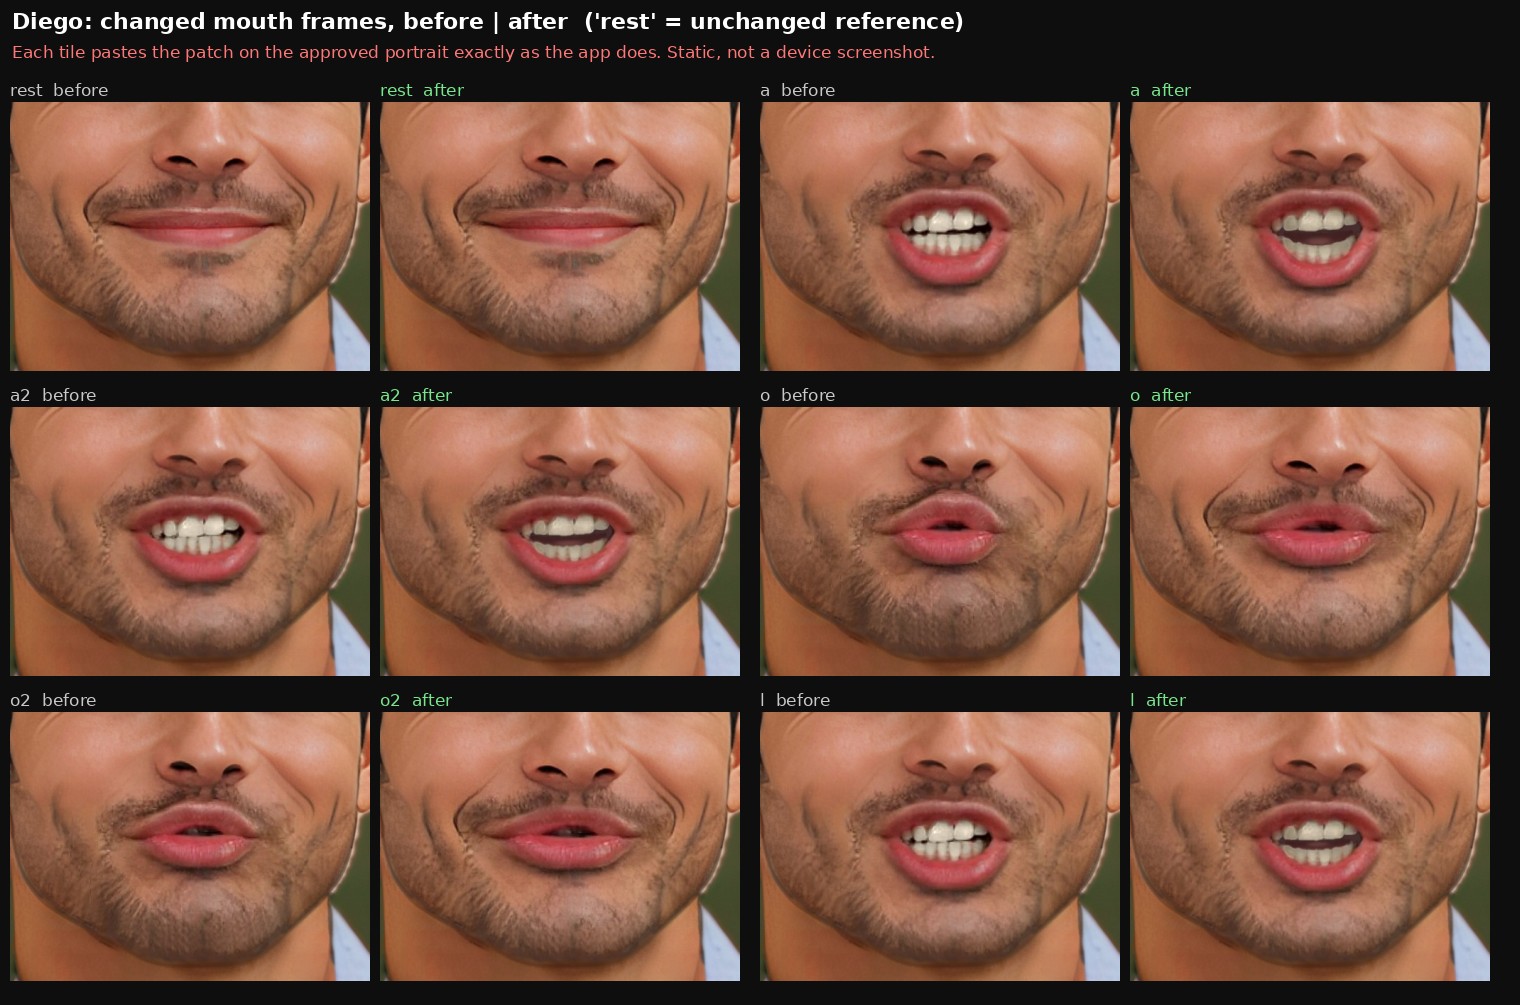 Diego: changed mouth frames, before | after  ('rest' = unchanged reference)
Each tile pastes the patch on the approved portrait exactly as the app does. Static, not a device screenshot.
rest  before
rest  after
a  before
a  after
a2  before
a2  after
o  before
o  after
o2  before
o2  after
l  before
l  after